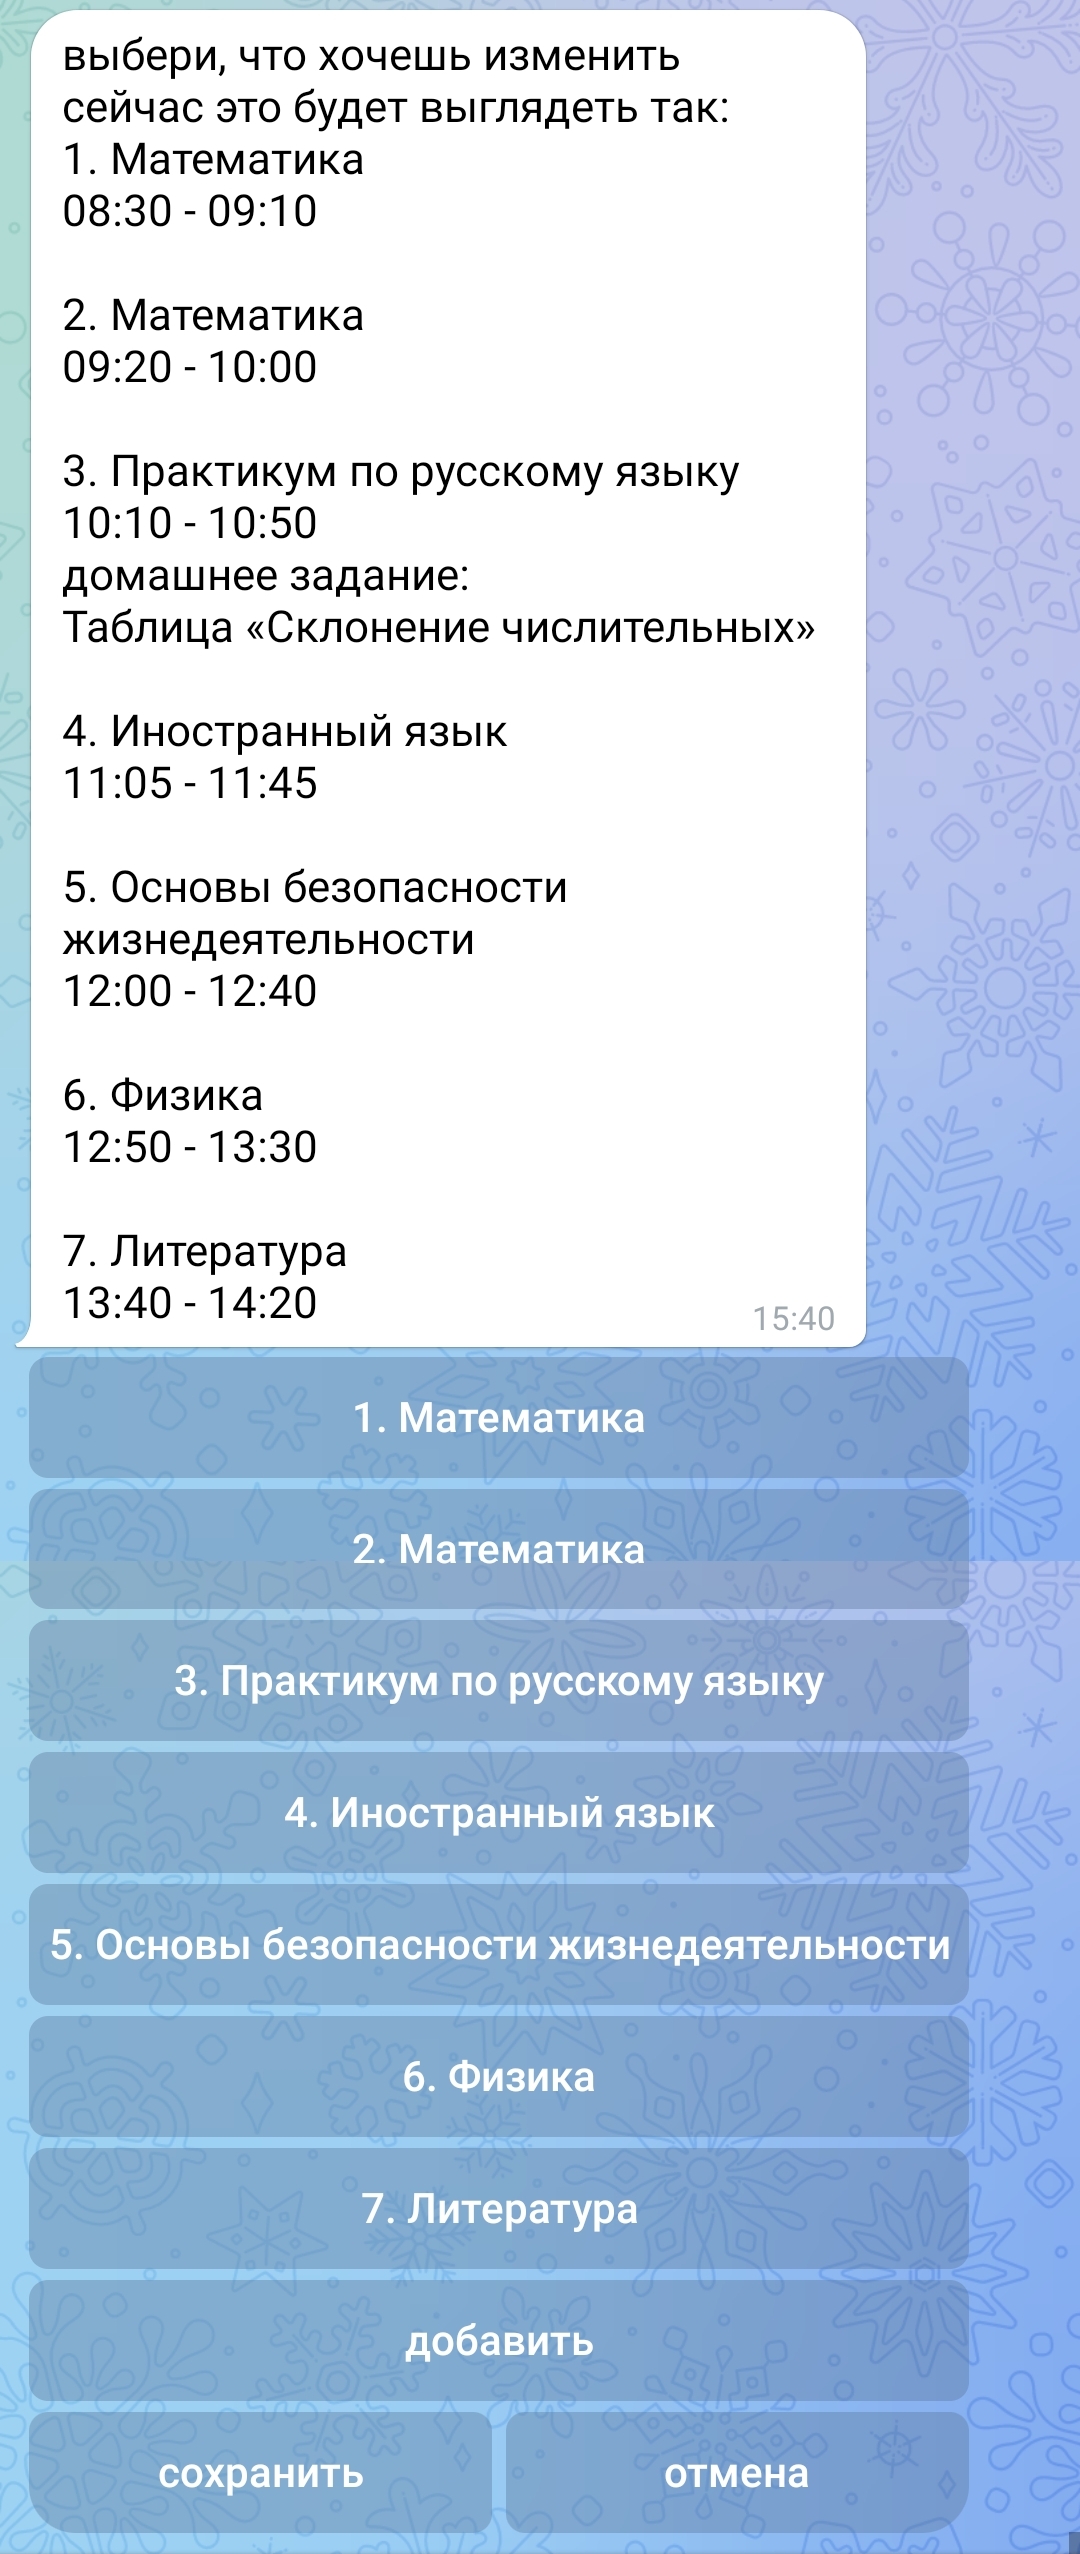 выбери, что хочешь изменить
сейчас это будет выглядеть так:
1. Математика
08:30 - 09:10
2. Математика
09:20 - 10:00
3. Практикум по русскому языку
10:10 - 10:50
домашнее задание:
Таблица «Склонение числительных»
4. Иностранный язык
11:05 - 11:45
5. Основы безопасности
жизнедеятельности
12:00 - 12:40
6. Физика
12:50 - 13:30
7. Литература
13:40 - 14:20
15:40
1. Математика
2. Математика
3. Практикум по русскому языку
4. Иностранный язык
5. Основы безопасности жизнедеятельности
6. Физика
7. Литература
добавить
сохранить
отмена